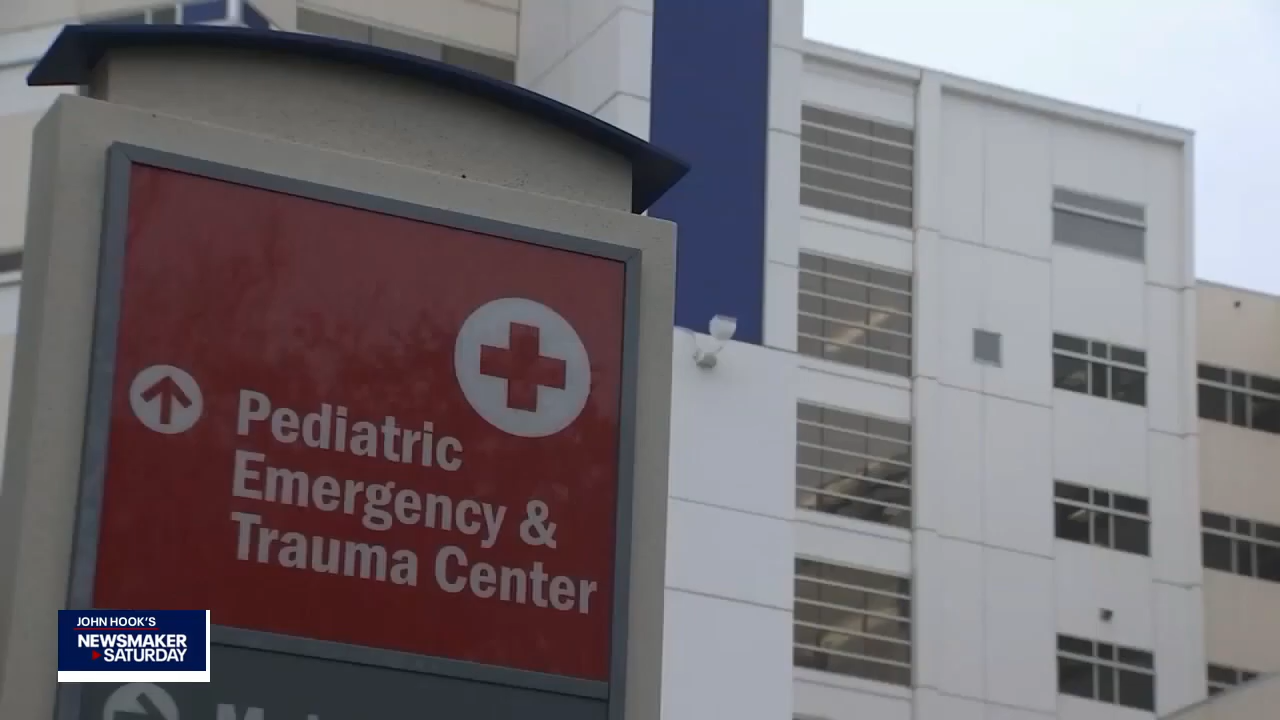 Pediatric
Emergency &
Trauma Center
JOHN HOOK'S
NEWSMAKER
SATURDAY